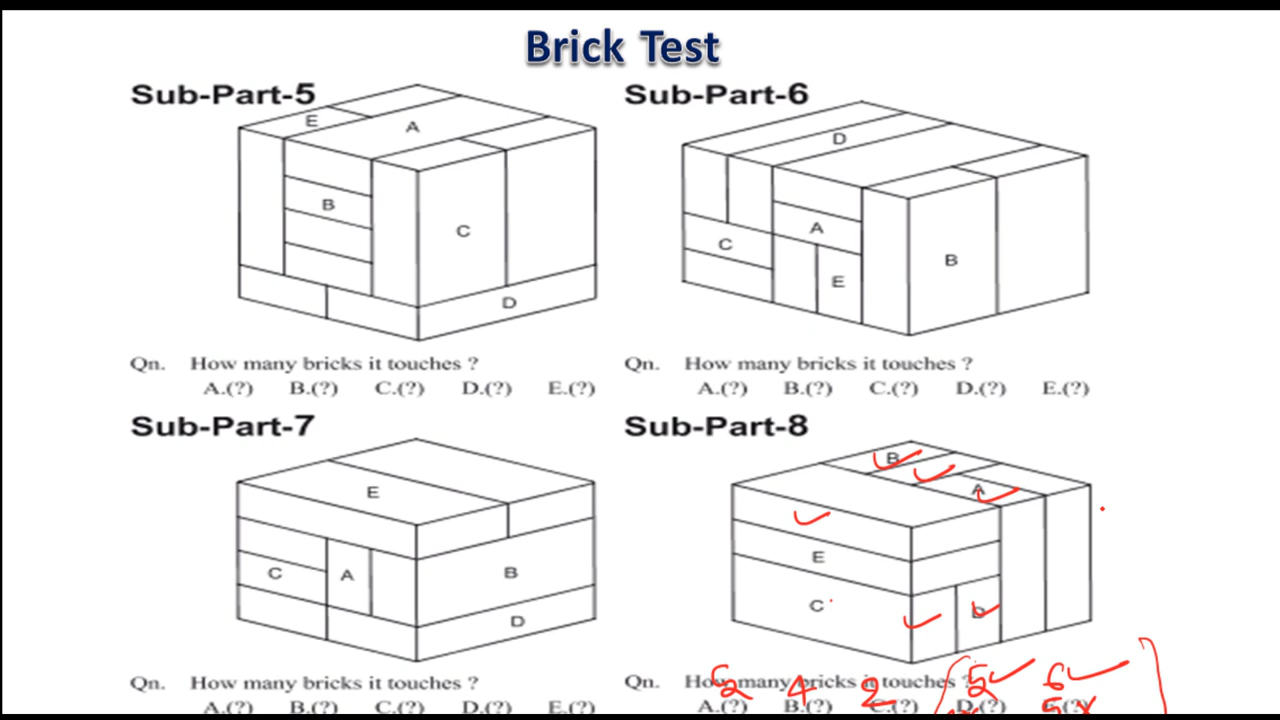 Brick Test
Sub-Part-5
E
A
B
C
D
Qn. How many bricks it touches ?
A.(?) B.(?) C.(?) D.(?) E.(?)
Sub-Part-6
D
A
C
E
B
Qn. How many bricks it touches ?
A.(?) B.(?) C.(?) D.(?) E.(?)
Sub-Part-7
E
C
A
B
D
Qn. How many bricks it touches ?
A.(?) B.(?) C.(?) D.(?) E.(?)
Sub-Part-8
B
A
E
C
D
Qn. How many bricks it touches ?
5 4 2 5 6
A.(?) B.(?) C.(?) D.(?) E.(?)